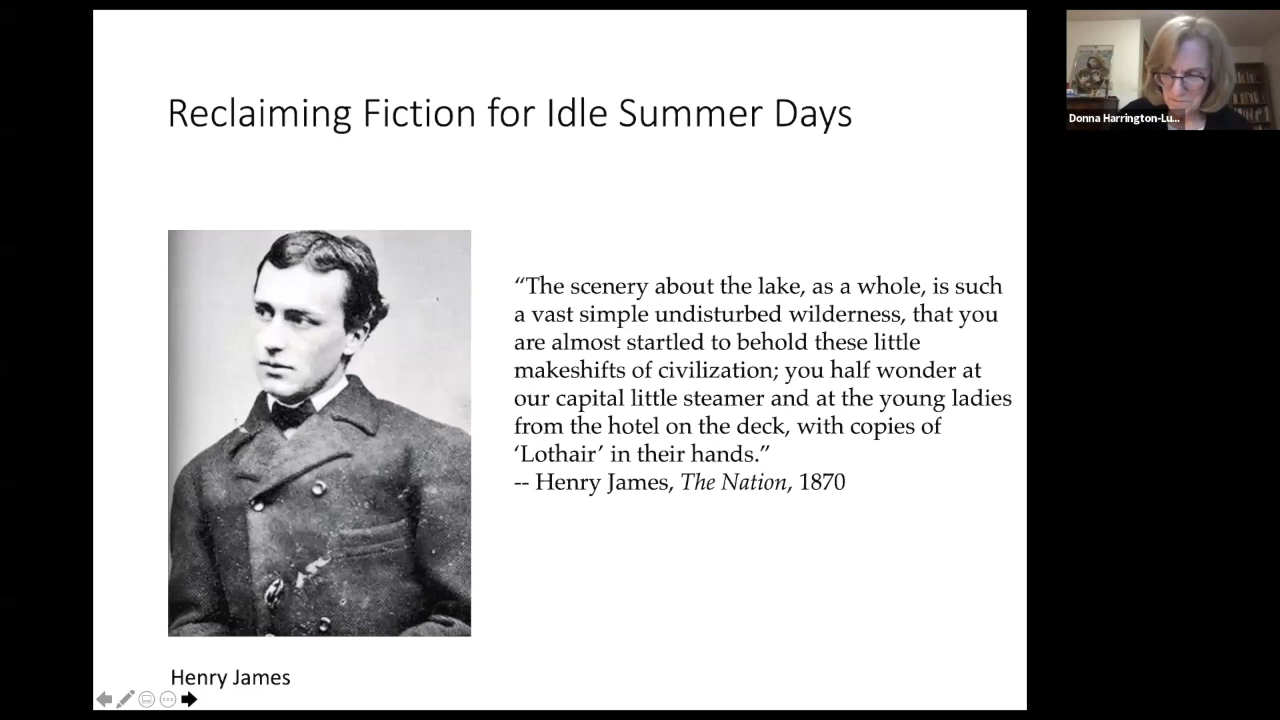 Reclaiming Fiction for Idle Summer Days
Donna Harrington-Lu...
“The scenery about the lake, as a whole, is such
a vast simple undisturbed wilderness, that you
are almost startled to behold these little
makeshifts of civilization; you half wonder at
our capital little steamer and at the young ladies
from the hotel on the deck, with copies of
‘Lothair’ in their hands.”
-- Henry James, The Nation, 1870
Henry James